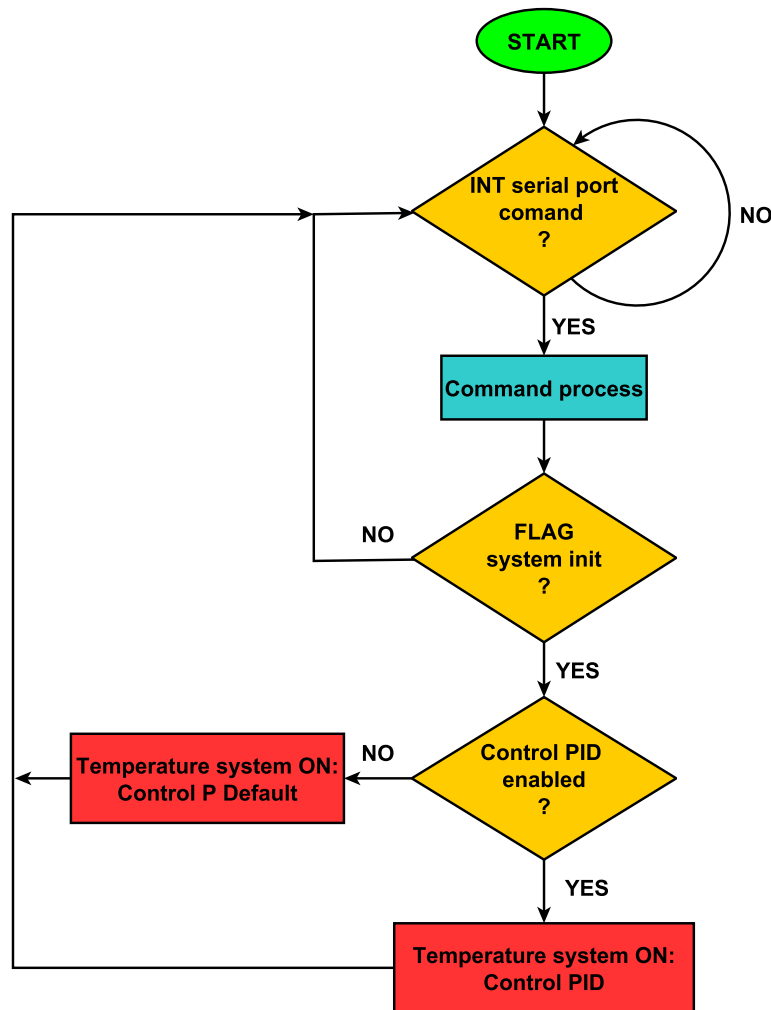 START
INT serial port
comand
?
NO
YES
Command process
NO
FLAG
system init
?
YES
Temperature system ON:
Control P Default
NO
Control PID
enabled
?
YES
Temperature system ON:
Control PID